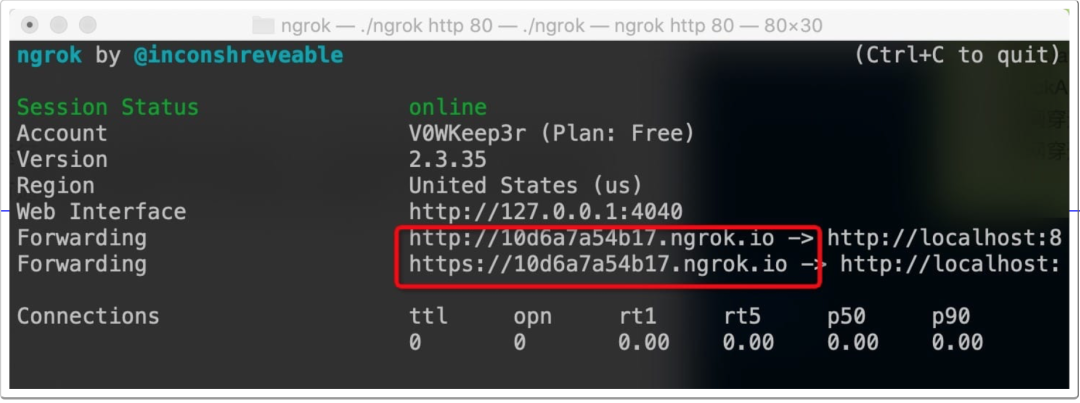 ngrok — ./ngrok http 80 — ./ngrok — ngrok http 80 — 80×30
ngrok by @inconshreveable (Ctrl+C to quit)
Session Status online
Account V0WKeep3r (Plan: Free)
Version 2.3.35
Region United States (us)
Web Interface http://127.0.0.1:4040
Forwarding http://10d6a7a54b17.ngrok.io -> http://localhost:8
Forwarding https://10d6a7a54b17.ngrok.io -> http://localhost:
Connections ttl opn rt1 rt5 p50 p90
0 0 0.00 0.00 0.00 0.00